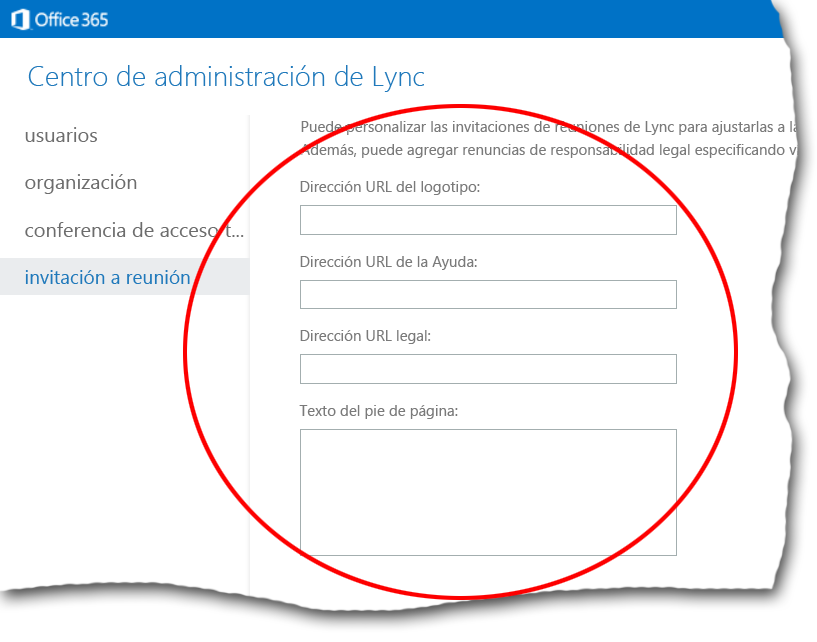 Office 365
Centro de administración de Lync
usuarios
organización
conferencia de acceso t...
invitación a reunión
Puede personalizar las invitaciones de reuniones de Lync para ajustarlas a la
Además, puede agregar renuncias de responsabilidad legal especificando v
Dirección URL del logotipo:
Dirección URL de la Ayuda:
Dirección URL legal:
Texto del pie de página: